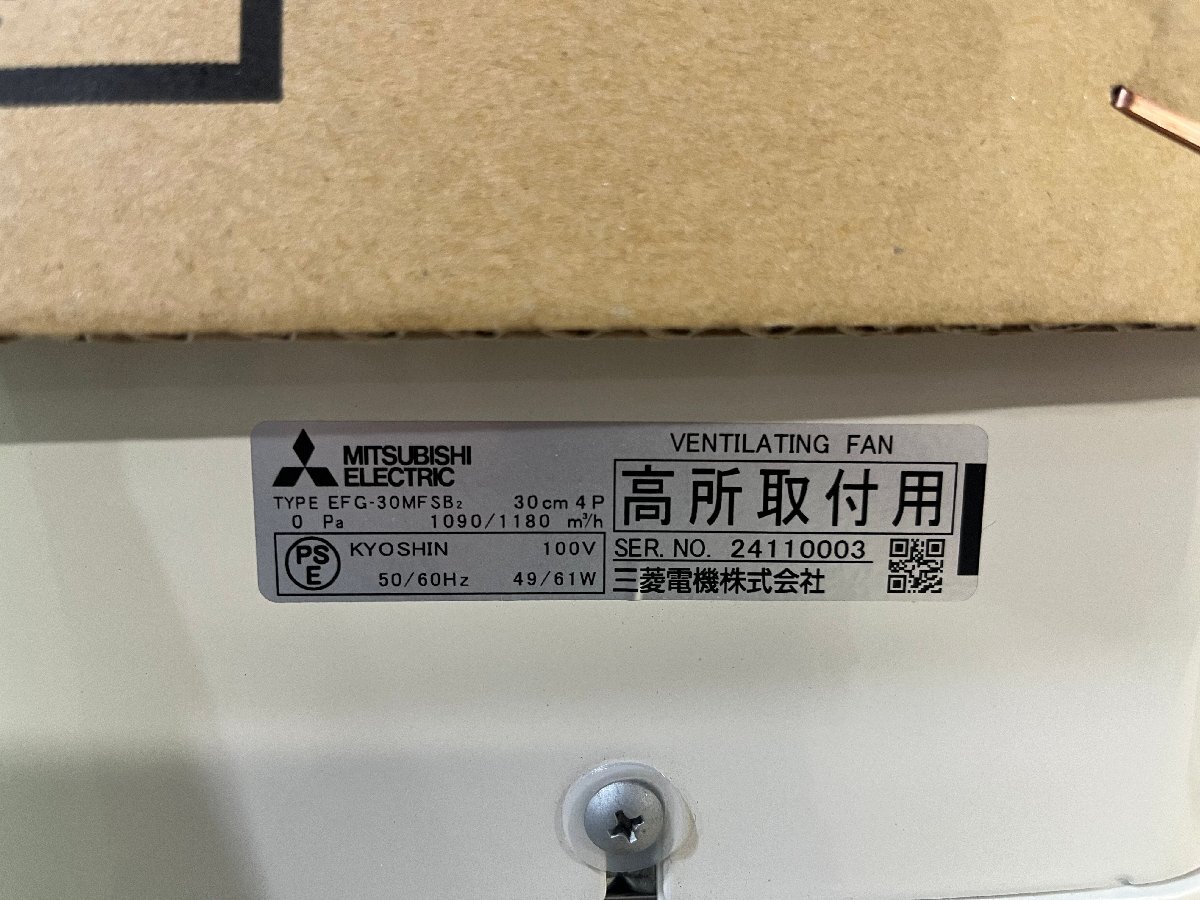 MITSUBISHI
ELECTRIC
TYPE EFG-30MFSB₂ 30cm 4P
0 Pa 1090/1180 m³/h
PS
E
KYOSHIN 100V
50/60Hz 49/61W
VENTILATING FAN
高所取付用
SER. NO. 24110003
三菱電機株式会社